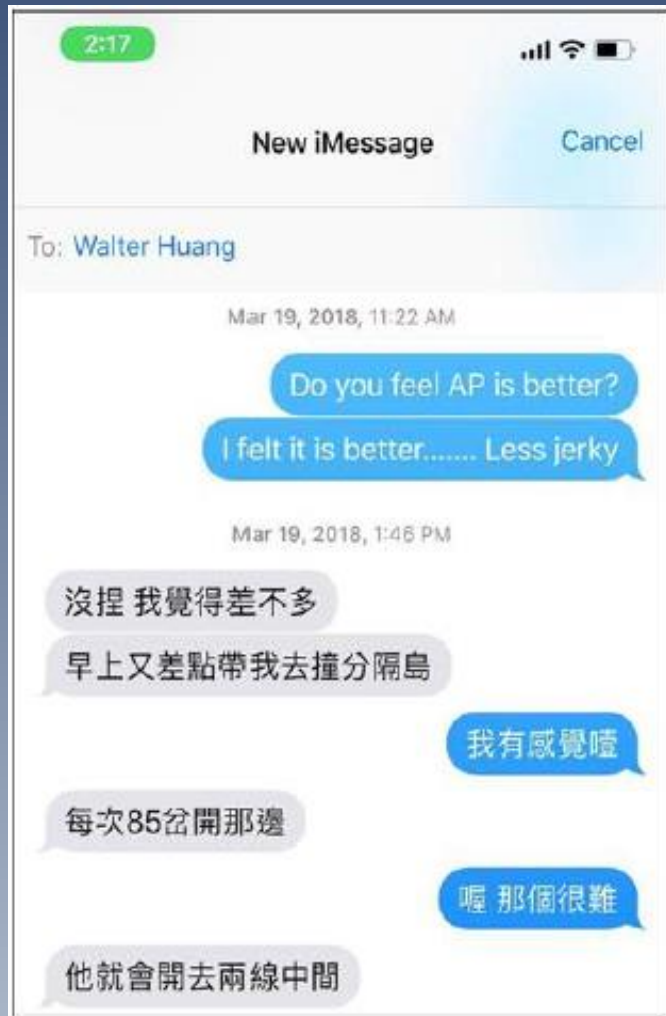 2:17
New iMessage
Cancel
To: Walter Huang
Mar 19, 2018, 11:22 AM
Do you feel AP is better?
I felt it is better....... Less jerky
Mar 19, 2018, 1:46 PM
沒捏 我覺得差不多
早上又差點帶我去撞分隔島
我有感覺噎
每次85岔開那邊
喔 那個很難
他就會開去兩線中間